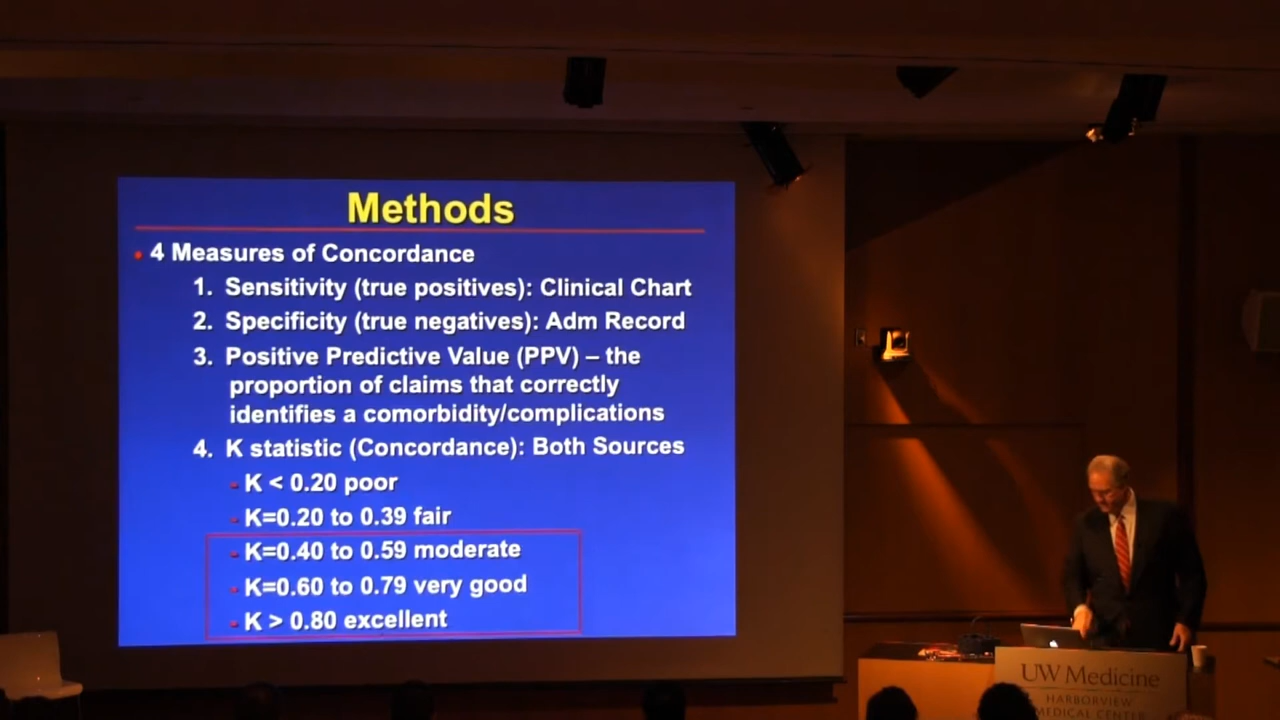 Methods
• 4 Measures of Concordance
1. Sensitivity (true positives): Clinical Chart
2. Specificity (true negatives): Adm Record
3. Positive Predictive Value (PPV) – the
proportion of claims that correctly
identifies a comorbidity/complications
4. K statistic (Concordance): Both Sources
- K < 0.20 poor
- K=0.20 to 0.39 fair
- K=0.40 to 0.59 moderate
- K=0.60 to 0.79 very good
- K > 0.80 excellent
UW Medicine
HARBORVIEW
MEDICAL CENTER